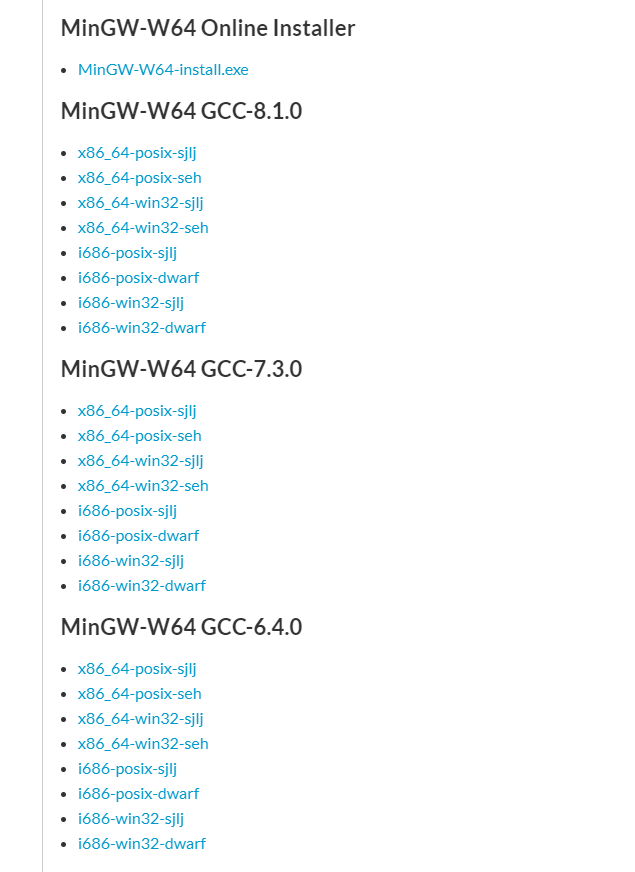 MinGW-W64 Online Installer
MinGW-W64-install.exe
MinGW-W64 GCC-8.1.0
x86_64-posix-sjlj
x86_64-posix-seh
x86_64-win32-sjlj
x86_64-win32-seh
i686-posix-sjlj
i686-posix-dwarf
i686-win32-sjlj
i686-win32-dwarf
MinGW-W64 GCC-7.3.0
x86_64-posix-sjlj
x86_64-posix-seh
x86_64-win32-sjlj
x86_64-win32-seh
i686-posix-sjlj
i686-posix-dwarf
i686-win32-sjlj
i686-win32-dwarf
MinGW-W64 GCC-6.4.0
x86_64-posix-sjlj
x86_64-posix-seh
x86_64-win32-sjlj
x86_64-win32-seh
i686-posix-sjlj
i686-posix-dwarf
i686-win32-sjlj
i686-win32-dwarf